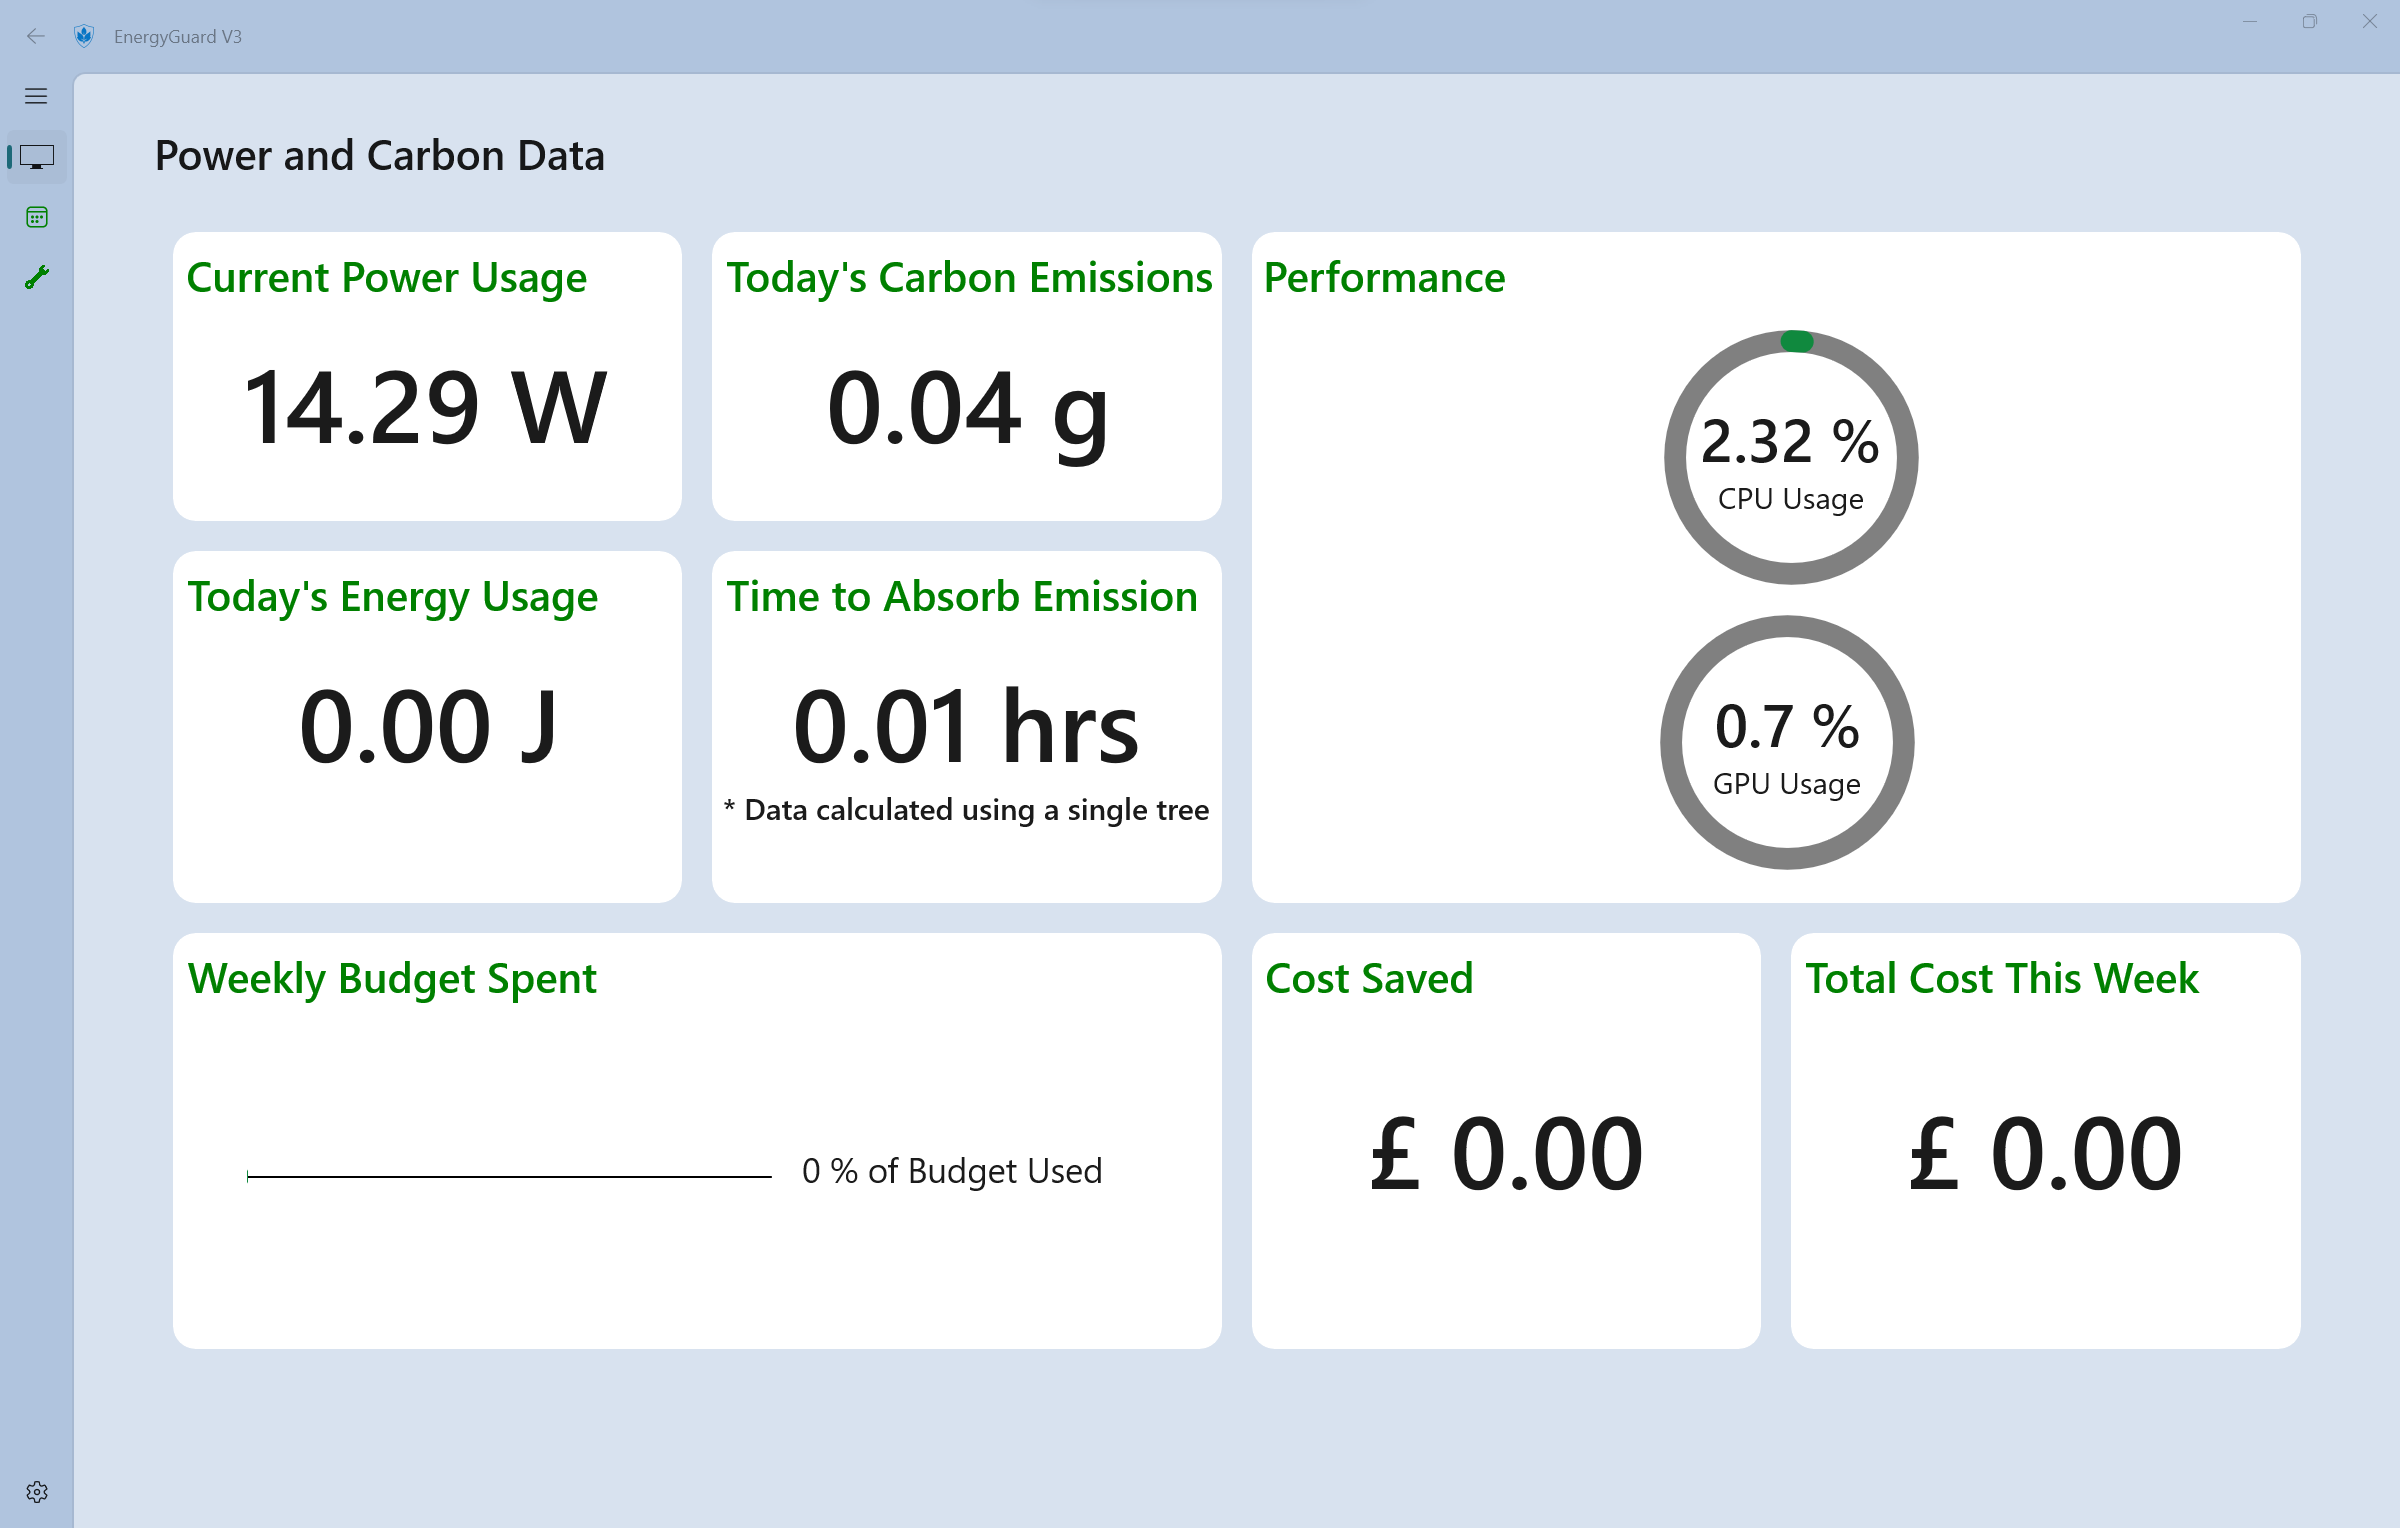 EnergyGuard V3
Power and Carbon Data
Current Power Usage
14.29 W
Today's Carbon Emissions
0.04 g
Performance
2.32 %
CPU Usage
0.7 %
GPU Usage
Today's Energy Usage
0.00 J
Time to Absorb Emission
0.01 hrs
* Data calculated using a single tree
Weekly Budget Spent
0 % of Budget Used
Cost Saved
£ 0.00
Total Cost This Week
£ 0.00